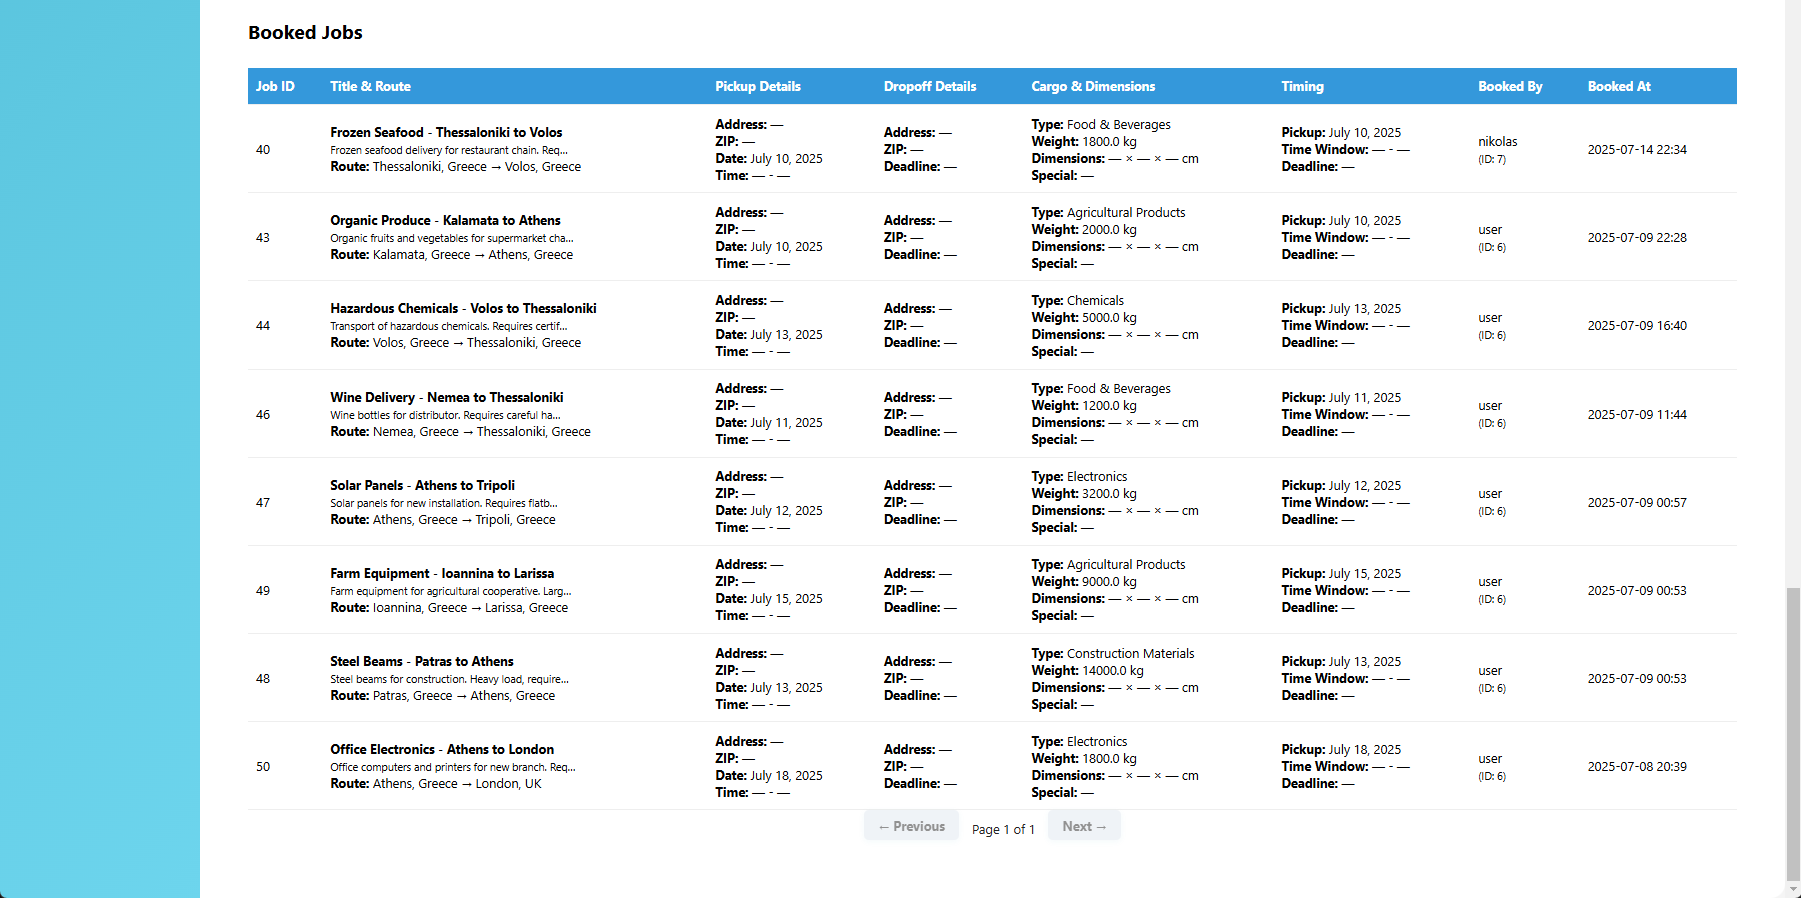 Booked Jobs
Job ID Title & Route Pickup Details Dropoff Details Cargo & Dimensions Timing Booked By Booked At
40
Frozen Seafood - Thessaloniki to Volos
Frozen seafood delivery for restaurant chain. Req...
Route: Thessaloniki, Greece → Volos, Greece
Address: —
ZIP: —
Date: July 10, 2025
Time: — - —
Address: —
ZIP: —
Deadline: —
Type: Food & Beverages
Weight: 1800.0 kg
Dimensions: — × — × — cm
Special: —
Pickup: July 10, 2025
Time Window: — - —
Deadline: —
nikolas
(ID: 7)
2025-07-14 22:34
43
Organic Produce - Kalamata to Athens
Organic fruits and vegetables for supermarket cha...
Route: Kalamata, Greece → Athens, Greece
Address: —
ZIP: —
Date: July 10, 2025
Time: — - —
Address: —
ZIP: —
Deadline: —
Type: Agricultural Products
Weight: 2000.0 kg
Dimensions: — × — × — cm
Special: —
Pickup: July 10, 2025
Time Window: — - —
Deadline: —
user
(ID: 6)
2025-07-09 22:28
44
Hazardous Chemicals - Volos to Thessaloniki
Transport of hazardous chemicals. Requires certif...
Route: Volos, Greece → Thessaloniki, Greece
Address: —
ZIP: —
Date: July 13, 2025
Time: — - —
Address: —
ZIP: —
Deadline: —
Type: Chemicals
Weight: 5000.0 kg
Dimensions: — × — × — cm
Special: —
Pickup: July 13, 2025
Time Window: — - —
Deadline: —
user
(ID: 6)
2025-07-09 16:40
46
Wine Delivery - Nemea to Thessaloniki
Wine bottles for distributor. Requires careful ha...
Route: Nemea, Greece → Thessaloniki, Greece
Address: —
ZIP: —
Date: July 11, 2025
Time: — - —
Address: —
ZIP: —
Deadline: —
Type: Food & Beverages
Weight: 1200.0 kg
Dimensions: — × — × — cm
Special: —
Pickup: July 11, 2025
Time Window: — - —
Deadline: —
user
(ID: 6)
2025-07-09 11:44
47
Solar Panels - Athens to Tripoli
Solar panels for new installation. Requires flatb...
Route: Athens, Greece → Tripoli, Greece
Address: —
ZIP: —
Date: July 12, 2025
Time: — - —
Address: —
ZIP: —
Deadline: —
Type: Electronics
Weight: 3200.0 kg
Dimensions: — × — × — cm
Special: —
Pickup: July 12, 2025
Time Window: — - —
Deadline: —
user
(ID: 6)
2025-07-09 00:57
49
Farm Equipment - Ioannina to Larissa
Farm equipment for agricultural cooperative. Larg...
Route: Ioannina, Greece → Larissa, Greece
Address: —
ZIP: —
Date: July 15, 2025
Time: — - —
Address: —
ZIP: —
Deadline: —
Type: Agricultural Products
Weight: 9000.0 kg
Dimensions: — × — × — cm
Special: —
Pickup: July 15, 2025
Time Window: — - —
Deadline: —
user
(ID: 6)
2025-07-09 00:53
48
Steel Beams - Patras to Athens
Steel beams for construction. Heavy load, require...
Route: Patras, Greece → Athens, Greece
Address: —
ZIP: —
Date: July 13, 2025
Time: — - —
Address: —
ZIP: —
Deadline: —
Type: Construction Materials
Weight: 14000.0 kg
Dimensions: — × — × — cm
Special: —
Pickup: July 13, 2025
Time Window: — - —
Deadline: —
user
(ID: 6)
2025-07-09 00:53
50
Office Electronics - Athens to London
Office computers and printers for new branch. Req...
Route: Athens, Greece → London, UK
Address: —
ZIP: —
Date: July 18, 2025
Time: — - —
Address: —
ZIP: —
Deadline: —
Type: Electronics
Weight: 1800.0 kg
Dimensions: — × — × — cm
Special: —
Pickup: July 18, 2025
Time Window: — - —
Deadline: —
user
(ID: 6)
2025-07-08 20:39
← Previous Page 1 of 1 Next →